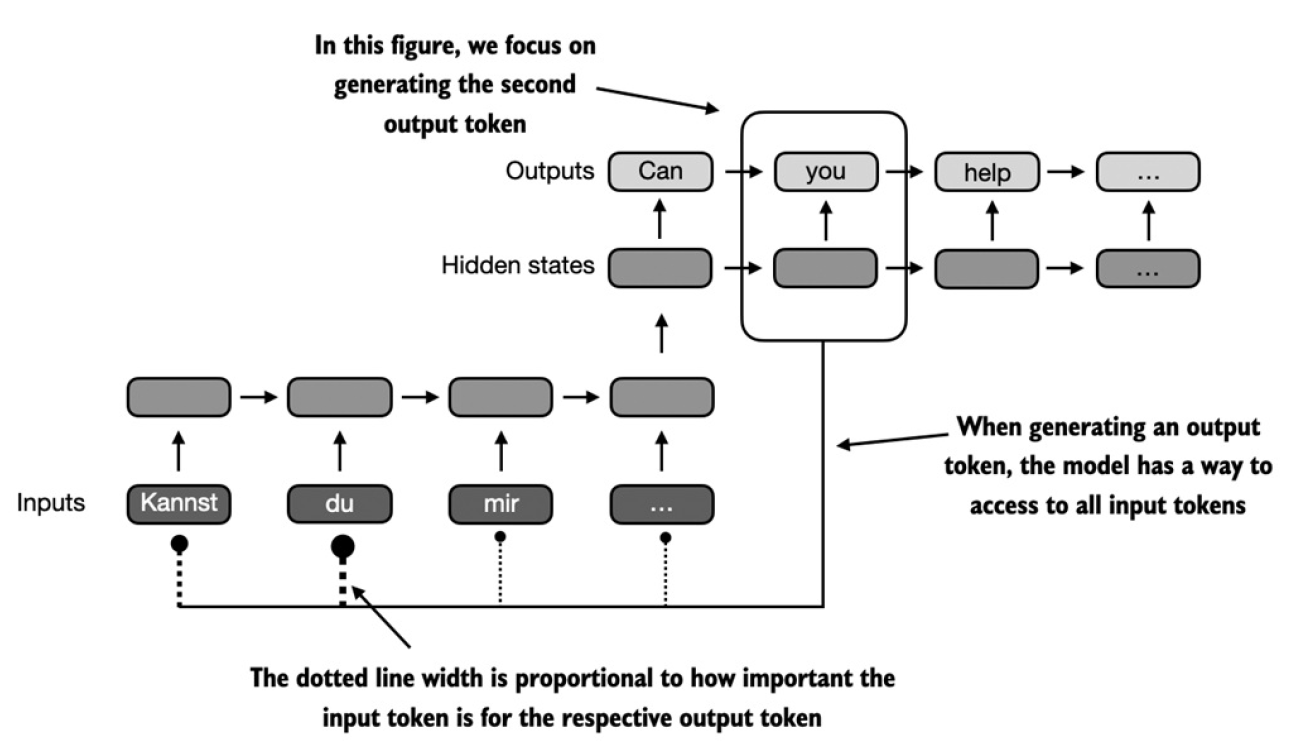 In this figure, we focus on
generating the second
output token
Outputs
Can
you
help
...
Hidden states
...
When generating an output
token, the model has a way to
access to all input tokens
Inputs
Kannst
du
mir
...
The dotted line width is proportional to how important the
input token is for the respective output token